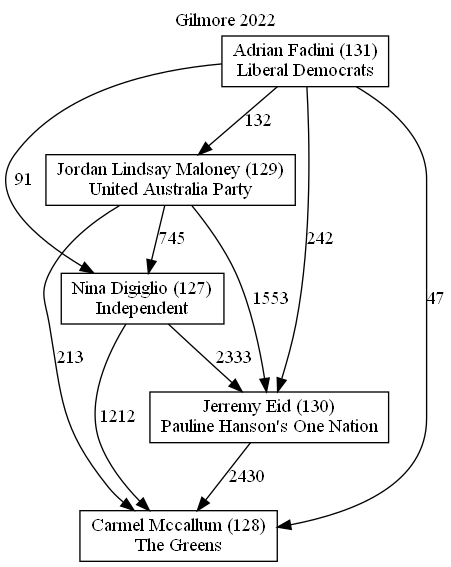 Gilmore 2022
Adrian Fadini (131)
Liberal Democrats
132
Jordan Lindsay Maloney (129)
United Australia Party
91
745
242
47
Nina Digiglio (127)
Independent
1553
213
2333
1212
Jerremy Eid (130)
Pauline Hanson's One Nation
2430
Carmel Mccallum (128)
The Greens